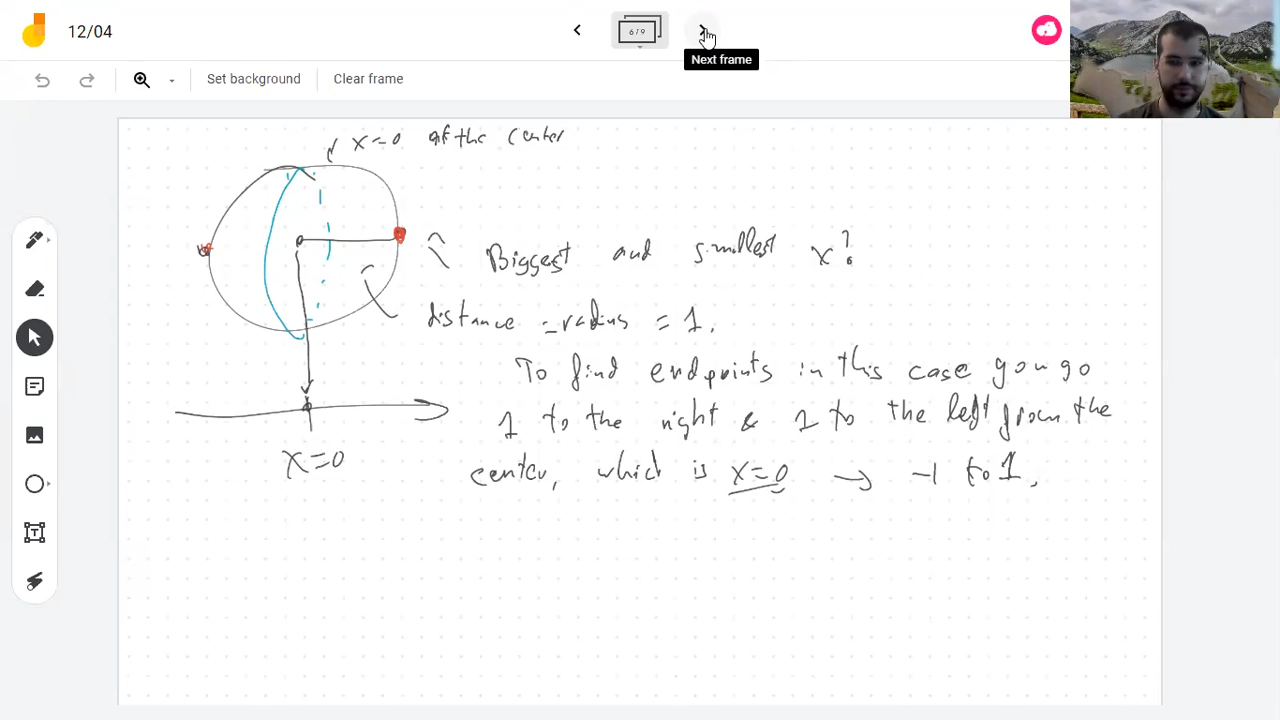 12/04
6/9
Next frame
Set background
Clear frame
x=0 of the center
Biggest and smallest x?
distance =radius = 1.
To find endpoints in this case you go
1 to the right & 1 to the left from the
center, which is x=0 → -1 to 1.
x=0
T